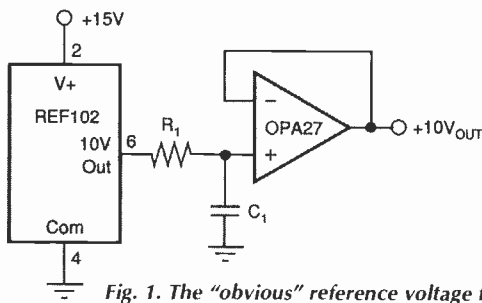 +15V
2
V+
REF102
10V
Out
6
R1
Com
4
C1
−
OPA27
+
+10VOUT
Fig. 1. The “obvious” reference voltage